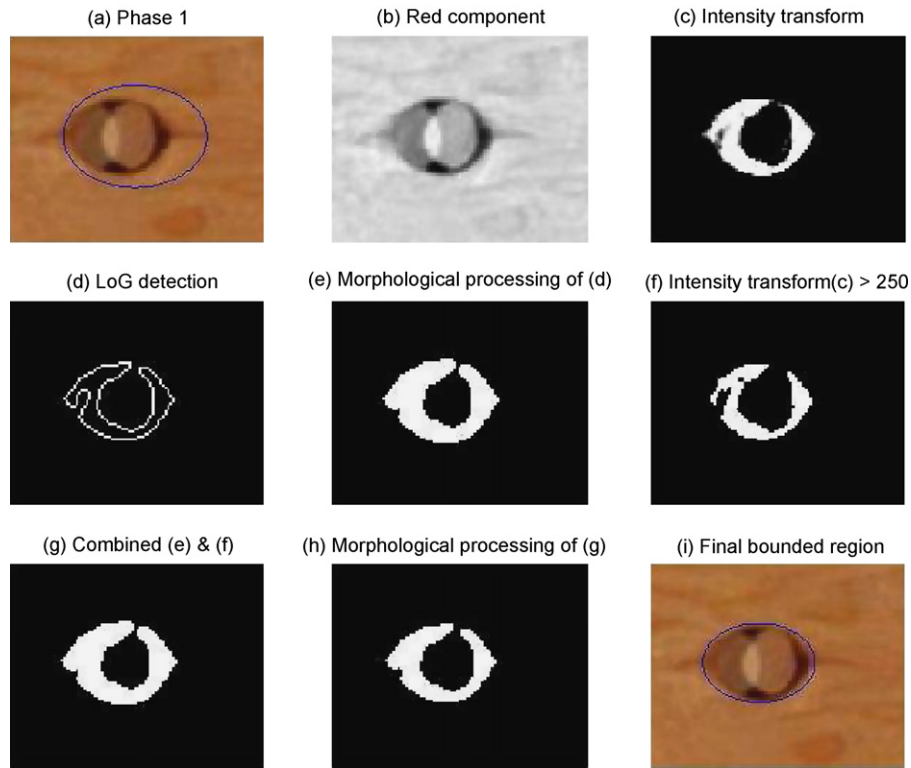 (a) Phase 1
(b) Red component
(c) Intensity transform
(d) LoG detection
(e) Morphological processing of (d)
(f) Intensity transform(c) > 250
(g) Combined (e) & (f)
(h) Morphological processing of (g)
(i) Final bounded region